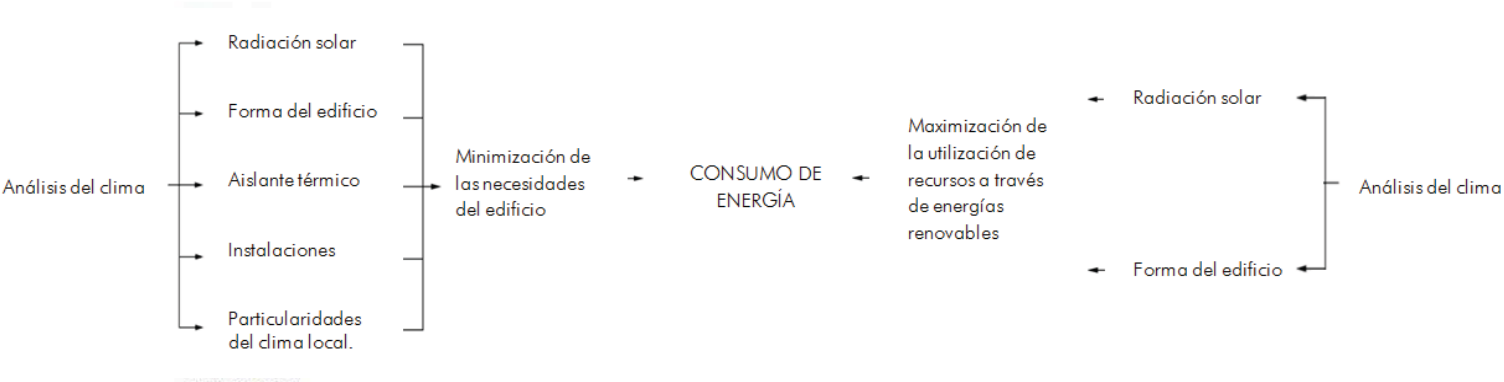 Análisis del clima
Radiación solar
Forma del edificio
Aislante térmico
Instalaciones
Particularidades
del clima local.
Minimización de
las necesidades
del edificio
CONSUMO DE
ENERGÍA
Maximización de
la utilización de
recursos a través
de energías
renovables
Radiación solar
Forma del edificio
Análisis del clima